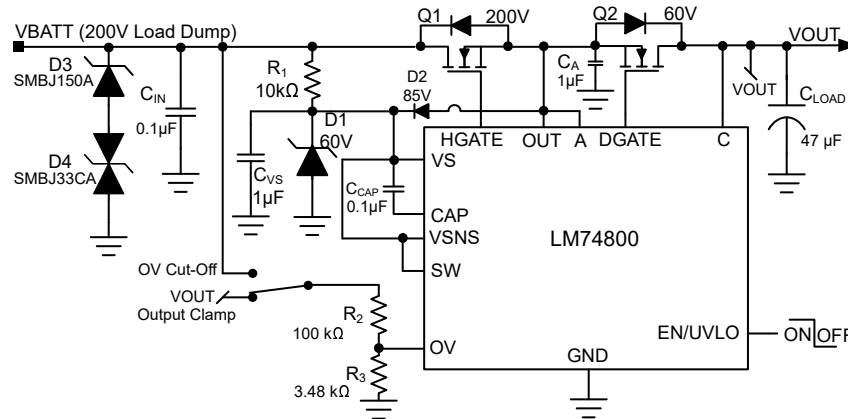 VBATT (200V Load Dump)
Q1
200V
Q2
60V
VOUT
D3
SMBJ150A
CIN
0.1µF
R1
10kΩ
D2
85V
CA
1µF
VOUT
CLOAD
47 µF
D4
SMBJ33CA
CVS
1µF
D1
60V
HGATE
OUT
A
DGATE
C
VS
CCAP
0.1µF
CAP
VSNS
SW
LM74800
OV Cut-Off
VOUT
Output Clamp
R2
100 kΩ
R3
3.48 kΩ
OV
EN/UVLO
ON
OFF
GND